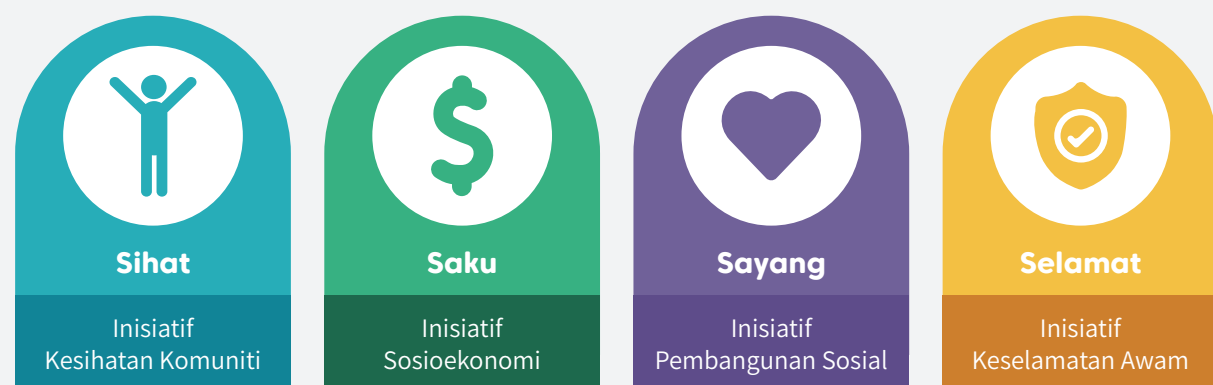 Sihat
Inisiatif
Kesihatan Komuniti
Saku
Inisiatif
Sosioekonomi
Sayang
Inisiatif
Pembangunan Sosial
Selamat
Inisiatif
Keselamatan Awam